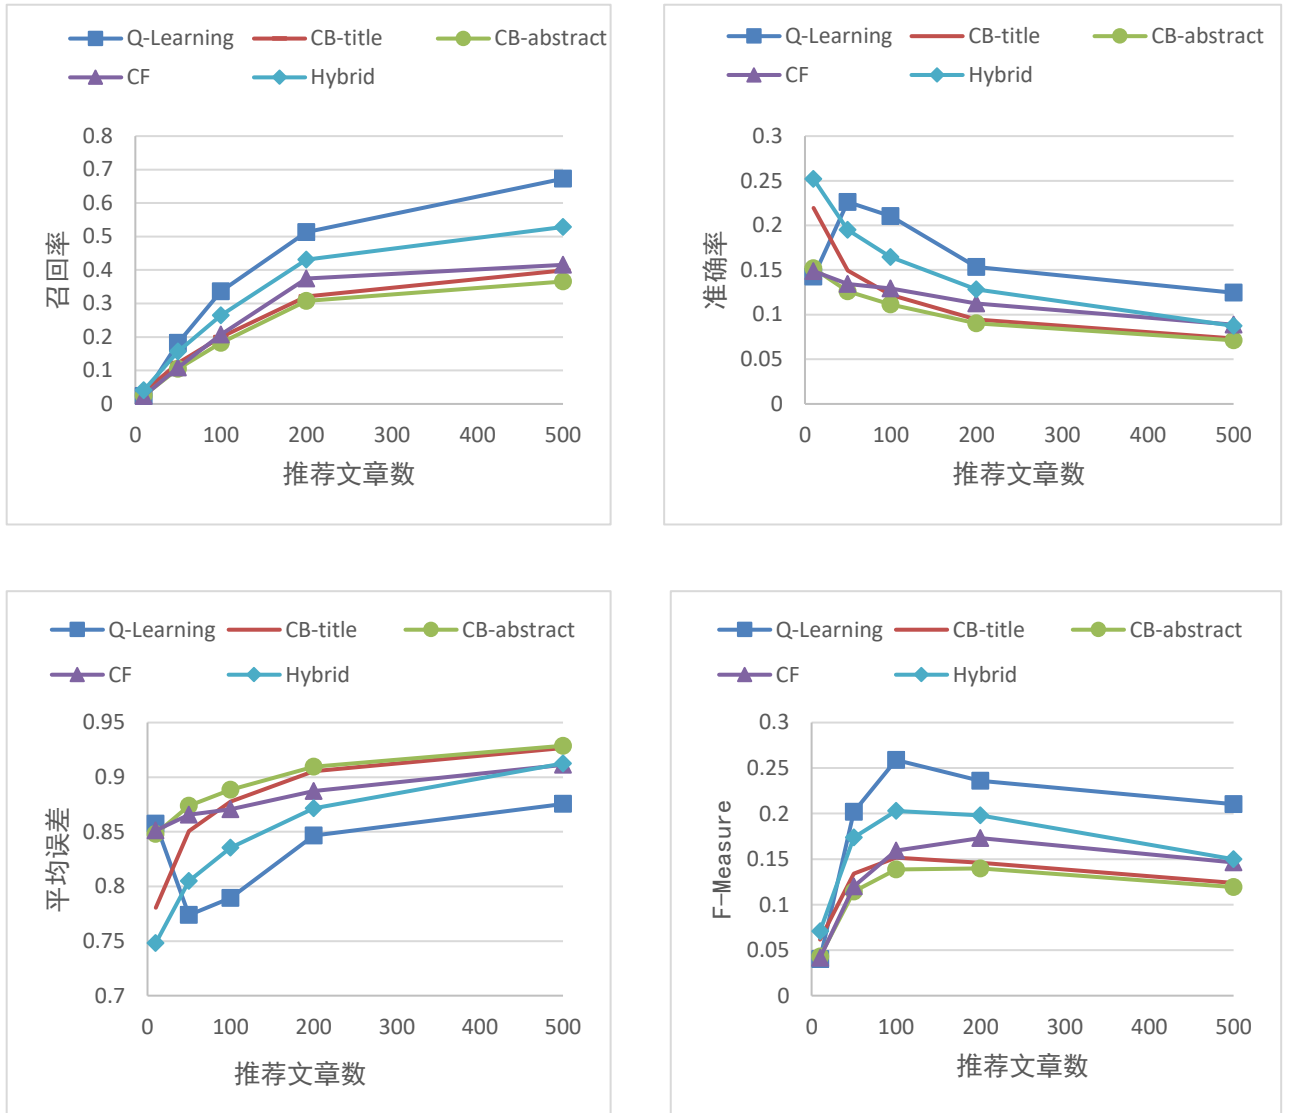 Q-Learning CB-title CB-abstract
CF Hybrid
0.8
0.7
0.6
0.5
0.4
0.3
0.2
0.1
0
召回率
0 100 200 300 400 500
推荐文章数
Q-Learning CB-title CB-abstract
CF Hybrid
0.3
0.25
0.2
0.15
0.1
0.05
0
准确率
0 100 200 300 400 500
推荐文章数
Q-Learning CB-title CB-abstract
CF Hybrid
0.95
0.9
0.85
0.8
0.75
0.7
平均误差
0 100 200 300 400 500
推荐文章数
Q-Learning CB-title CB-abstract
CF Hybrid
0.3
0.25
0.2
0.15
0.1
0.05
0
F-Measure
0 100 200 300 400 500
推荐文章数